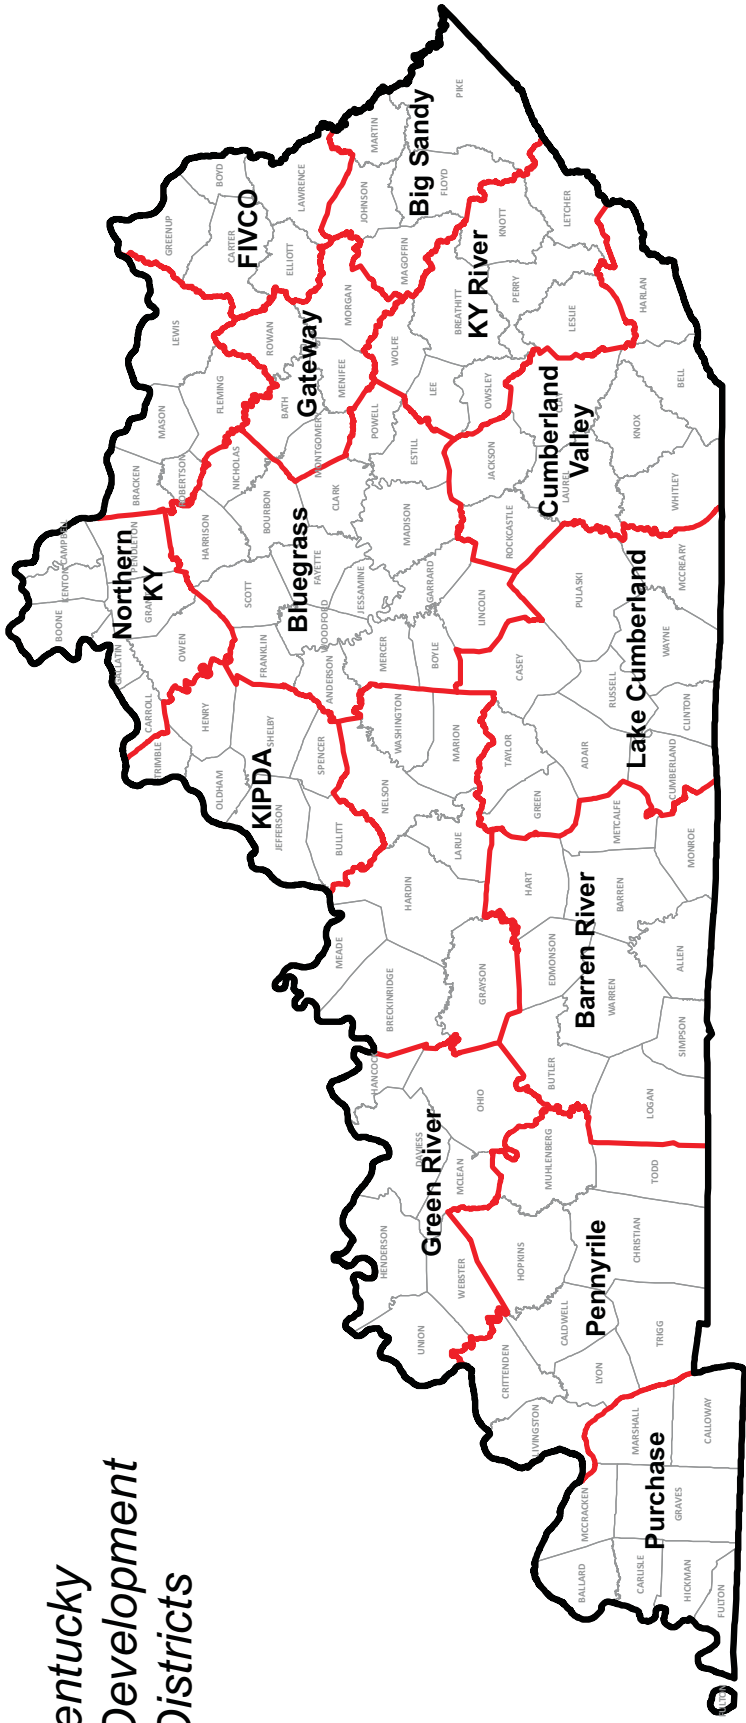 entucky
Development
Districts
FIVCO
Big Sandy
KY River
Gateway
Cumberland
Valley
Northern
KY
Bluegrass
Lake Cumberland
KIPDA
Barren River
Green River
Pennyrile
Purchase
GREENUP
BOYD
CARTER
LAWRENCE
ELLIOTT
LEWIS
ROWAN
MORGAN
MARTIN
JOHNSON
PIKE
FLOYD
MAGOFFIN
KNOTT
LETCHER
BREATHITT
PERRY
LESLIE
HARLAN
WOLFE
LEE
OWSLEY
MASON
FLEMING
BATH
MENIFEE
MONTGOMERY
POWELL
ESTILL
BRACKEN
ROBERTSON
NICHOLAS
BOURBON
CLARK
MADISON
JACKSON
CLAY
LAUREL
KNOX
BELL
WHITLEY
ROCKCASTLE
CAMPBELL
KENTON
BOONE
PENDLETON
GRANT
GALLATIN
OWEN
CARROLL
HARRISON
SCOTT
FAYETTE
WOODFORD
JESSAMINE
FRANKLIN
ANDERSON
MERCER
GARRARD
BOYLE
LINCOLN
PULASKI
MCCREARY
WAYNE
CASEY
RUSSELL
CLINTON
CUMBERLAND
ADAIR
TAYLOR
GREEN
TRIMBLE
HENRY
OLDHAM
SHELBY
JEFFERSON
SPENCER
BULLITT
WASHINGTON
MARION
NELSON
LARUE
HARDIN
MEADE
BRECKINRIDGE
GRAYSON
HART
METCALFE
MONROE
BARREN
EDMONSON
WARREN
ALLEN
SIMPSON
BUTLER
LOGAN
HANCOCK
OHIO
DAVIESS
MCLEAN
HENDERSON
WEBSTER
UNION
MUHLENBERG
TODD
HOPKINS
CHRISTIAN
CALDWELL
TRIGG
LYON
CRITTENDEN
LIVINGSTON
MARSHALL
CALLOWAY
MCCRACKEN
GRAVES
BALLARD
CARLISLE
HICKMAN
FULTON
FULTON